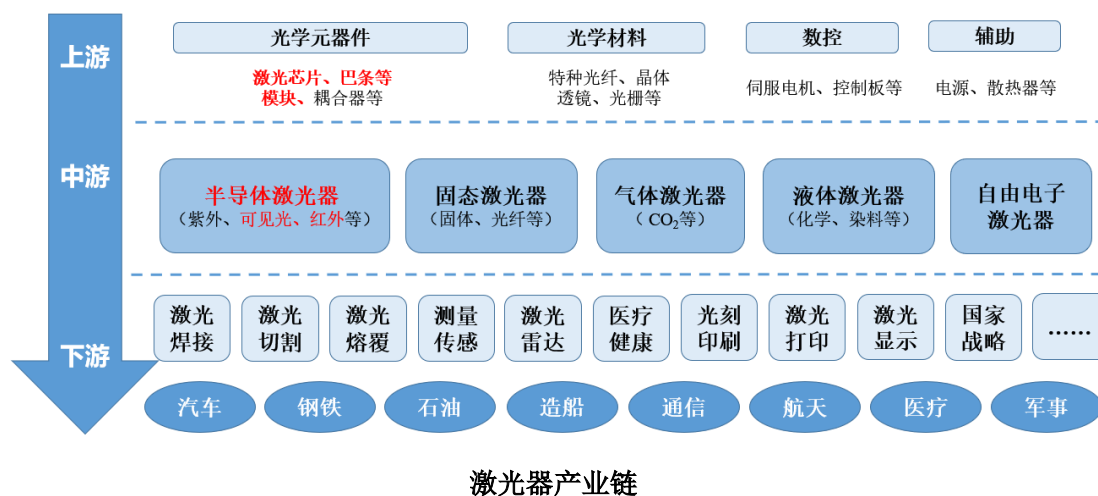 上游
光学元器件
光学材料
数控
辅助
激光芯片、巴条等
模块、耦合器等
特种光纤、晶体
透镜、光栅等
伺服电机、控制板等
电源、散热器等
中游
半导体激光器
(紫外、可见光、红外等)
固态激光器
(固体、光纤等)
气体激光器
(CO₂等)
液体激光器
(化学、染料等)
自由电子
激光器
下游
激光
焊接
激光
切割
激光
熔覆
测量
传感
激光
雷达
医疗
健康
光刻
印刷
激光
打印
激光
显示
国家
战略
......
汽车
钢铁
石油
造船
通信
航天
医疗
军事
激光器产业链